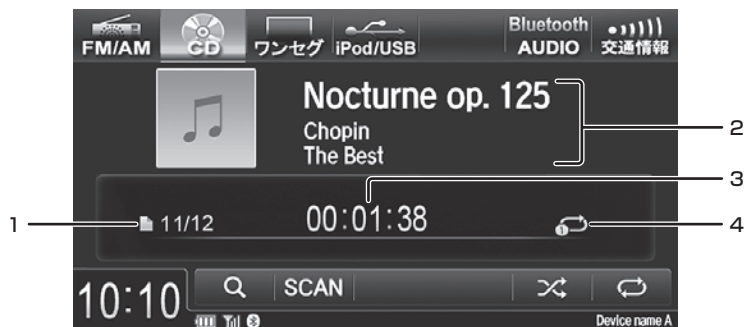 FM/AM CD ワンセグ iPod/USB Bluetooth AUDIO 交通情報
Nocturne op. 125
Chopin
The Best
2
3
1 11/12 00:01:38 1 4
10:10 SCAN
Device name A